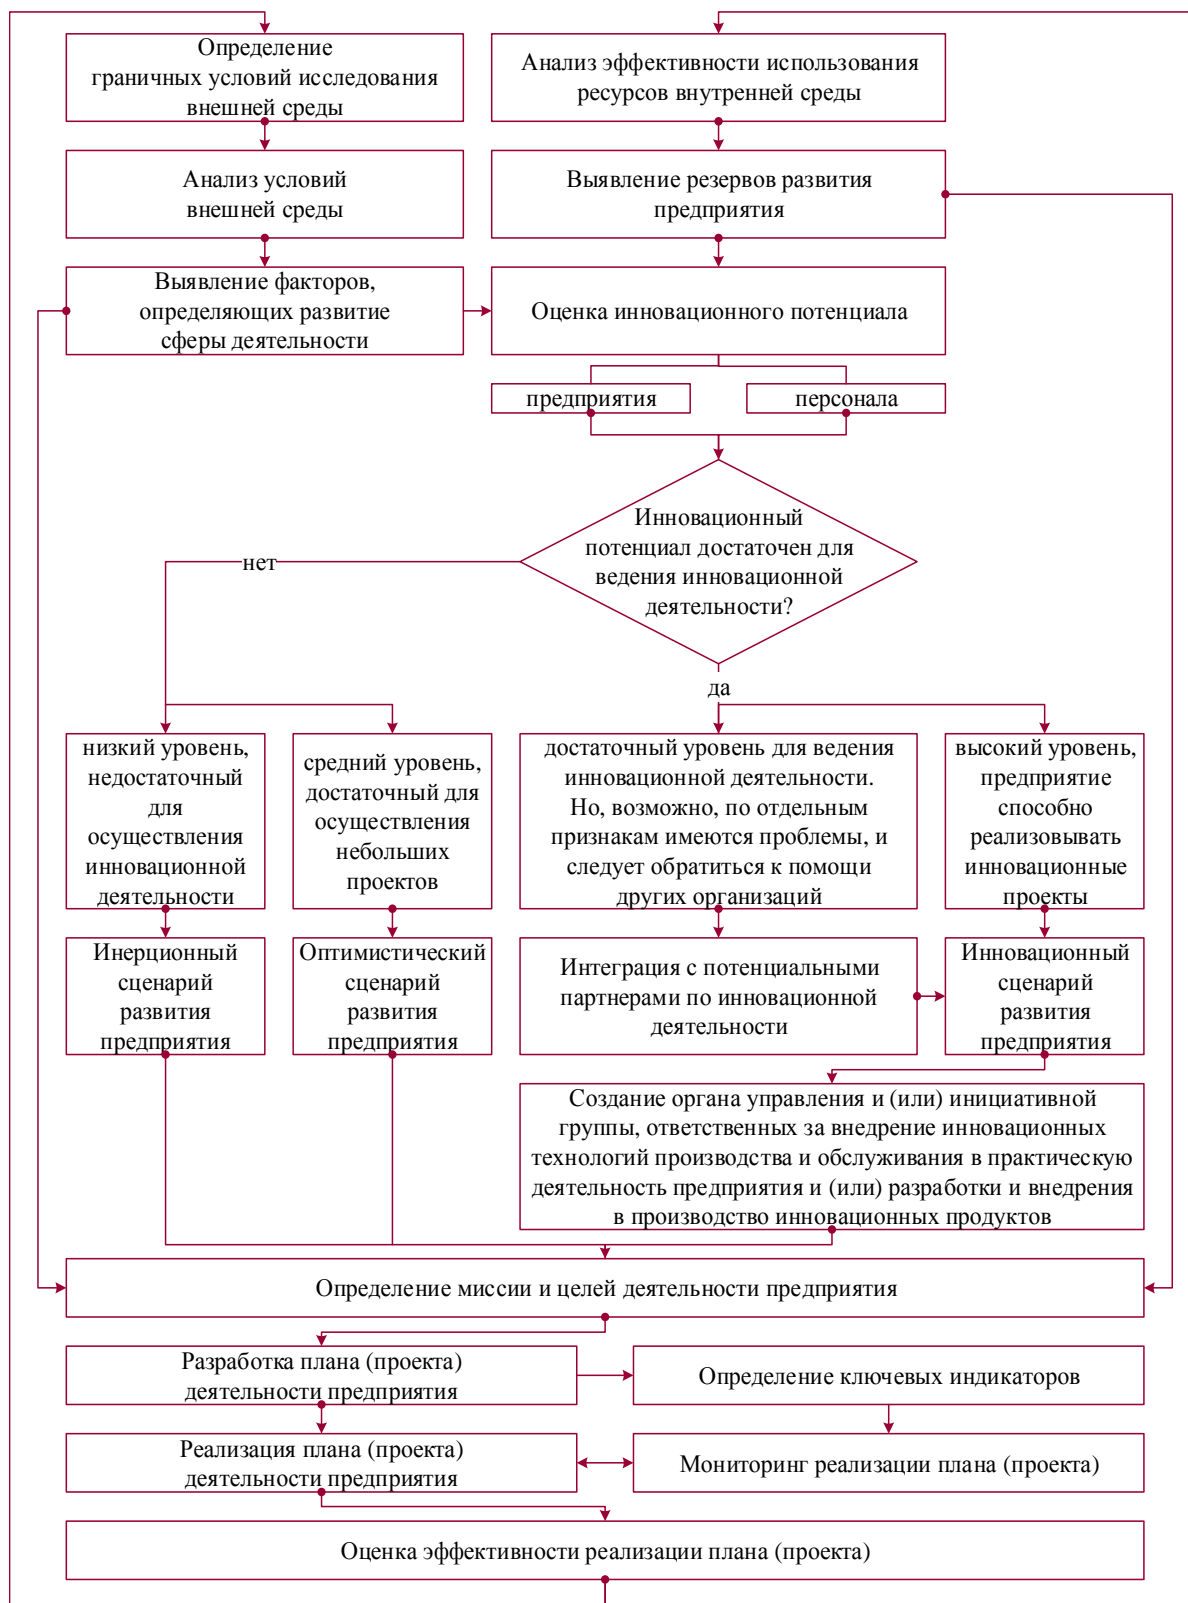 Определение
граничных условий исследования
внешней среды
Анализ эффективности использования
ресурсов внутренней среды
Анализ условий
внешней среды
Выявление резервов развития
предприятия
Выявление факторов,
определяющих развитие
сферы деятельности
Оценка инновационного потенциала
предприятия
персонала
Инновационный
потенциал достаточен для
ведения инновационной
деятельности?
нет
да
низкий уровень,
недостаточный
для
осуществления
инновационной
деятельности
средний уровень,
достаточный для
осуществления
небольших
проектов
достаточный уровень для ведения
инновационной деятельности.
Но, возможно, по отдельным
признакам имеются проблемы, и
следует обратиться к помощи
других организаций
высокий уровень,
предприятие
способно
реализовывать
инновационные
проекты
Инерционный
сценарий
развития
предприятия
Оптимистический
сценарий
развития
предприятия
Интеграция с потенциальными
партнерами по инновационной
деятельности
Инновационный
сценарий
развития
предприятия
Создание органа управления и (или) инициативной
группы, ответственных за внедрение инновационных
технологий производства и обслуживания в практическую
деятельность предприятия и (или) разработки и внедрения
в производство инновационных продуктов
Определение миссии и целей деятельности предприятия
Разработка плана (проекта)
деятельности предприятия
Определение ключевых индикаторов
Реализация плана (проекта)
деятельности предприятия
Мониторинг реализации плана (проекта)
Оценка эффективности реализации плана (проекта)